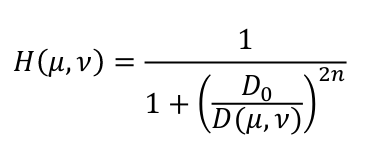 H(μ,ν) = 1 / (1 + (D₀ / D(μ,ν))²ⁿ)